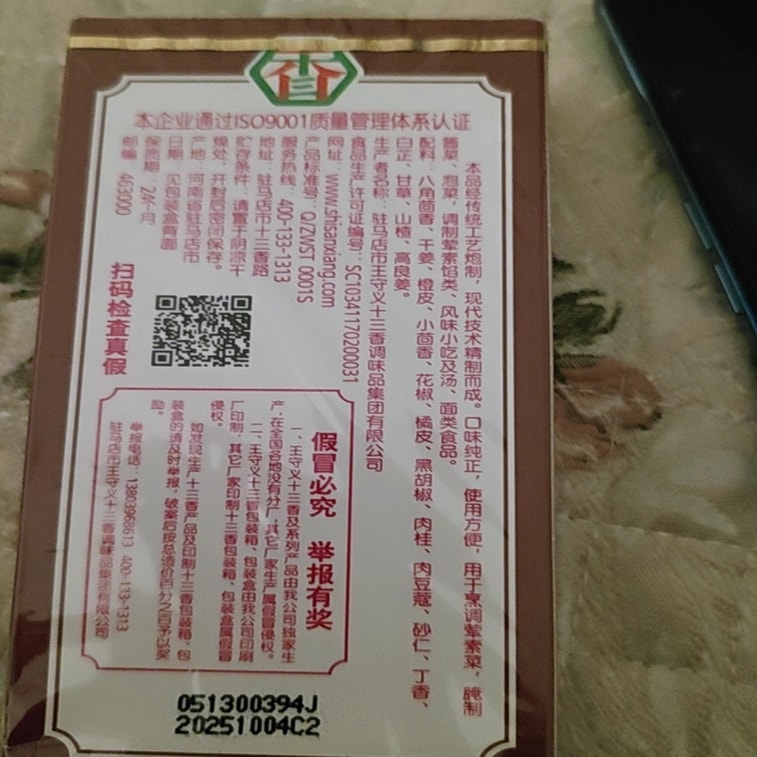 香
本企业通过ISO9001质量管理体系认证
本品系传统工艺炮制，现代技术精制而成。口味纯正，使用方便，用于烹调荤素菜，腌制
酱菜、泡菜，调制荤素馅类、风味小吃及汤、面类食品。
配料：八角茴香、干姜、橙皮、小茴香、花椒、橘皮、黑胡椒、肉桂、肉豆蔻、砂仁、丁香、
白芷、甘草、山楂、高良姜。
生产者名称：驻马店市王守义十三香调味品集团有限公司
食品生产许可证编号：SC10341170200031
网址：www.shsanxiang.com
产品标准号：Q/ZWST 0001S
服务热线：400-133-1313
地址：驻马店市十三香路
贮存条件：请置于阴凉干
燥处，开封后密闭保存。
产地：河南省驻马店市
日期：见包装盒背面
保质期：24个月
邮编：463000
扫码检查真假
假冒必究 举报有奖
一、王守义十三香及系列产品由我公司独家生
产，在全国各地没有分厂，其它厂家生产属假冒侵权。
二、王守义十三香包装箱、包装盒由我公司印刷
厂印制，其它厂家印制十三香包装箱、包装盒属假冒
侵权。
如发现生产十三香产品及印制十三香包装箱、包
装盒的请及时举报，破案后按总造价百分之百予以奖
励。
举报电话：13803968613 400-133-1313
驻马店市王守义十三香调味品集团有限公司
051300394J
20251004C2